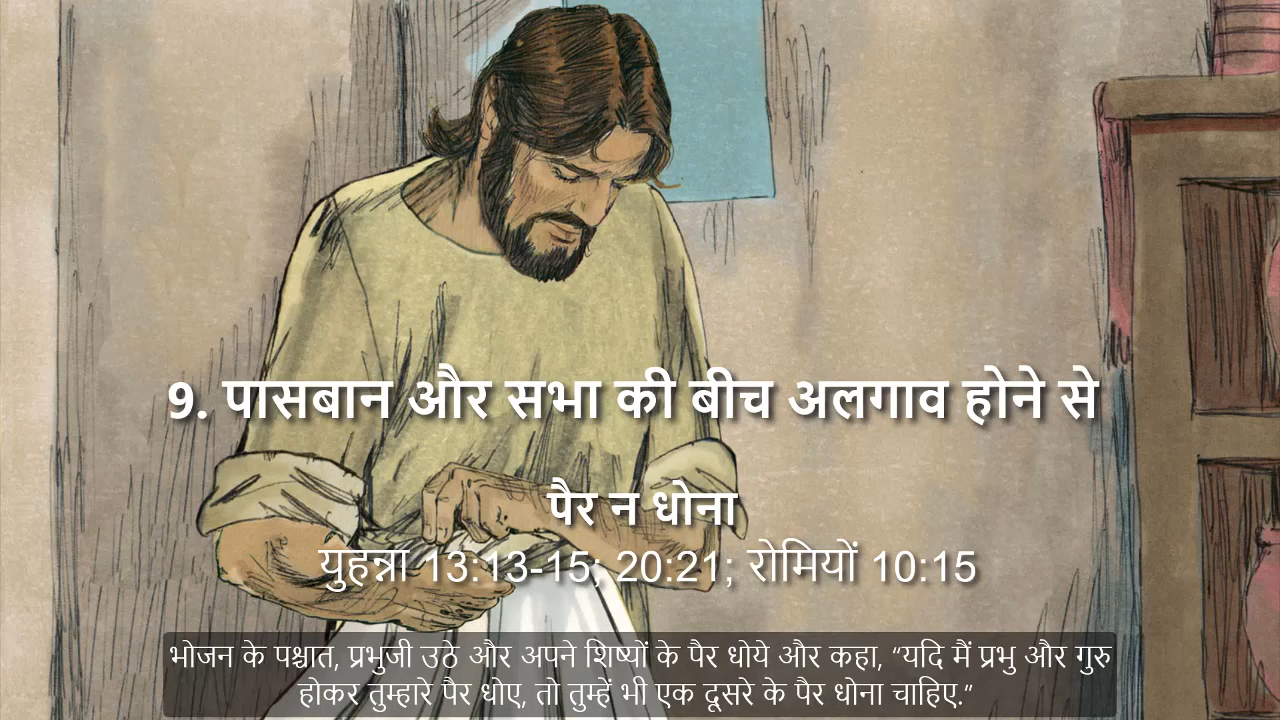 9. पासबान और सभा की बीच अलगाव होने से
पैर न धोना
युहन्ना 13:13-15; 20:21; रोमियों 10:15
भोजन के पश्चात, प्रभुजी उठे और अपने शिष्यों के पैर धोये और कहा, “यदि मैं प्रभु और गुरु
होकर तुम्हारे पैर धोए, तो तुम्हें भी एक दूसरे के पैर धोना चाहिए.”